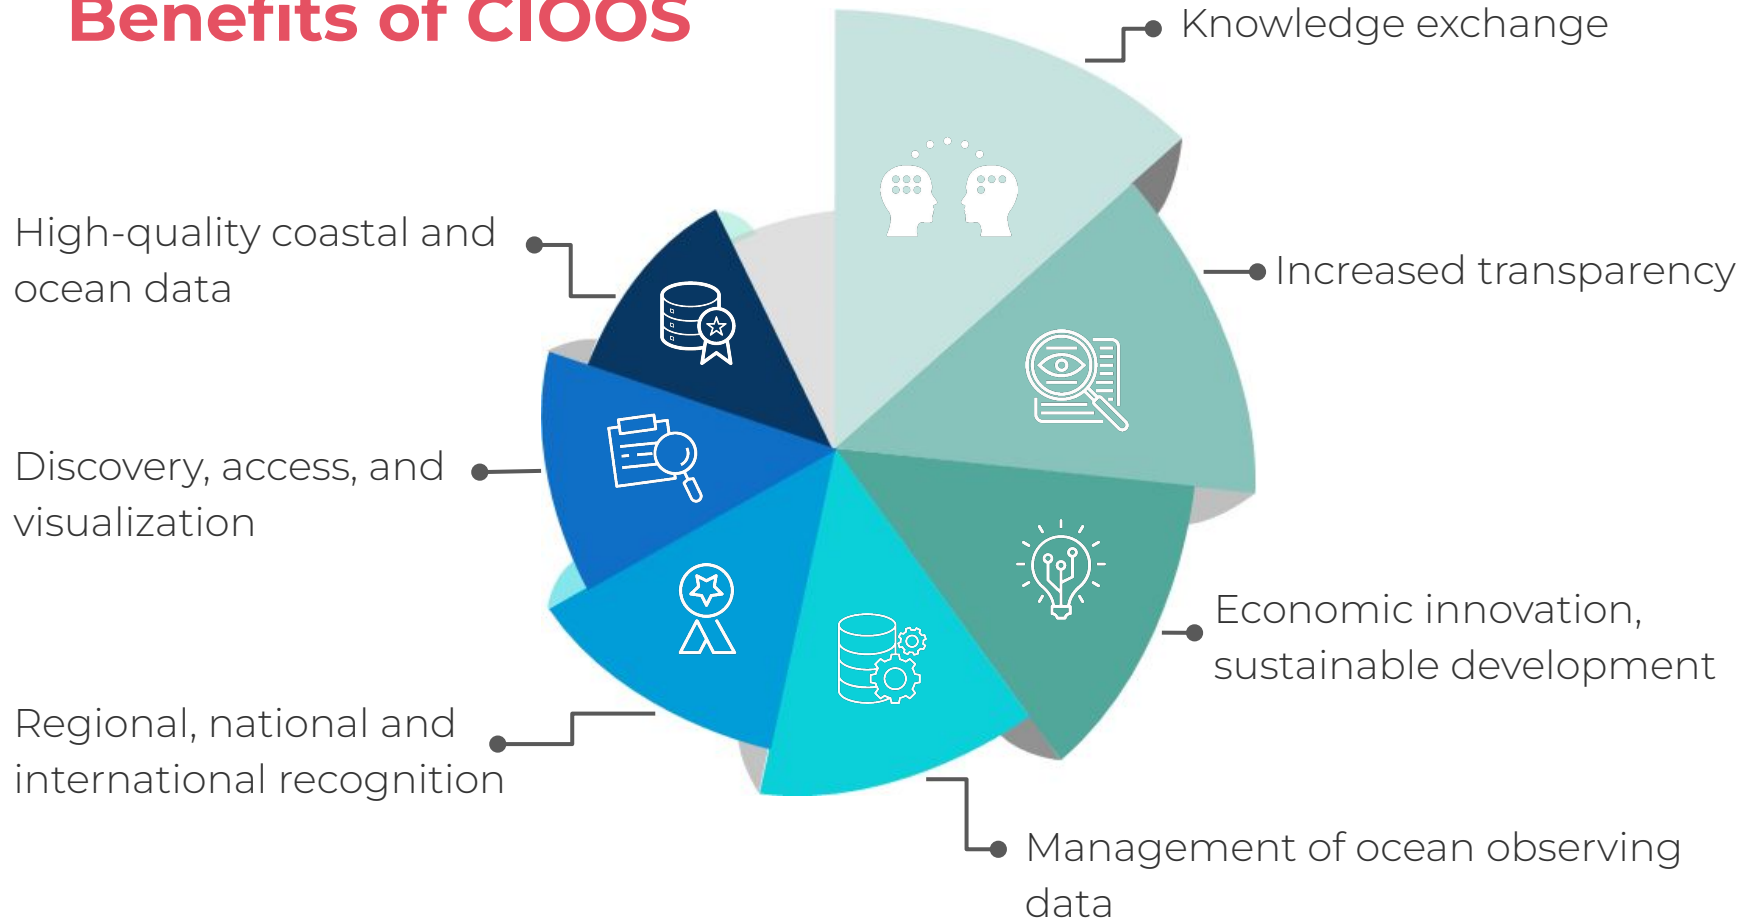 Benefits of CIOOS
Knowledge exchange
Increased transparency
Economic innovation,
sustainable development
Management of ocean observing
data
Regional, national and
international recognition
Discovery, access, and
visualization
High-quality coastal and
ocean data